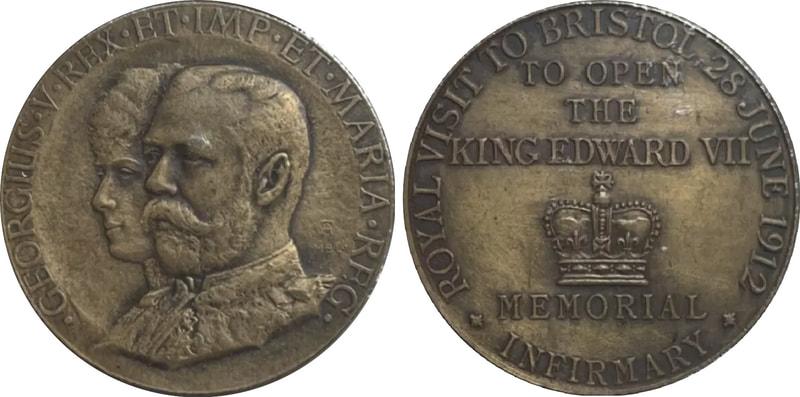 · GEORGIUS · V · REX · ET · IMP · ET · MARIA · REG ·
ROYAL VISIT TO BRISTOL, 28 JUNE 1912
TO OPEN
THE
KING EDWARD VII
MEMORIAL
* INFIRMARY *